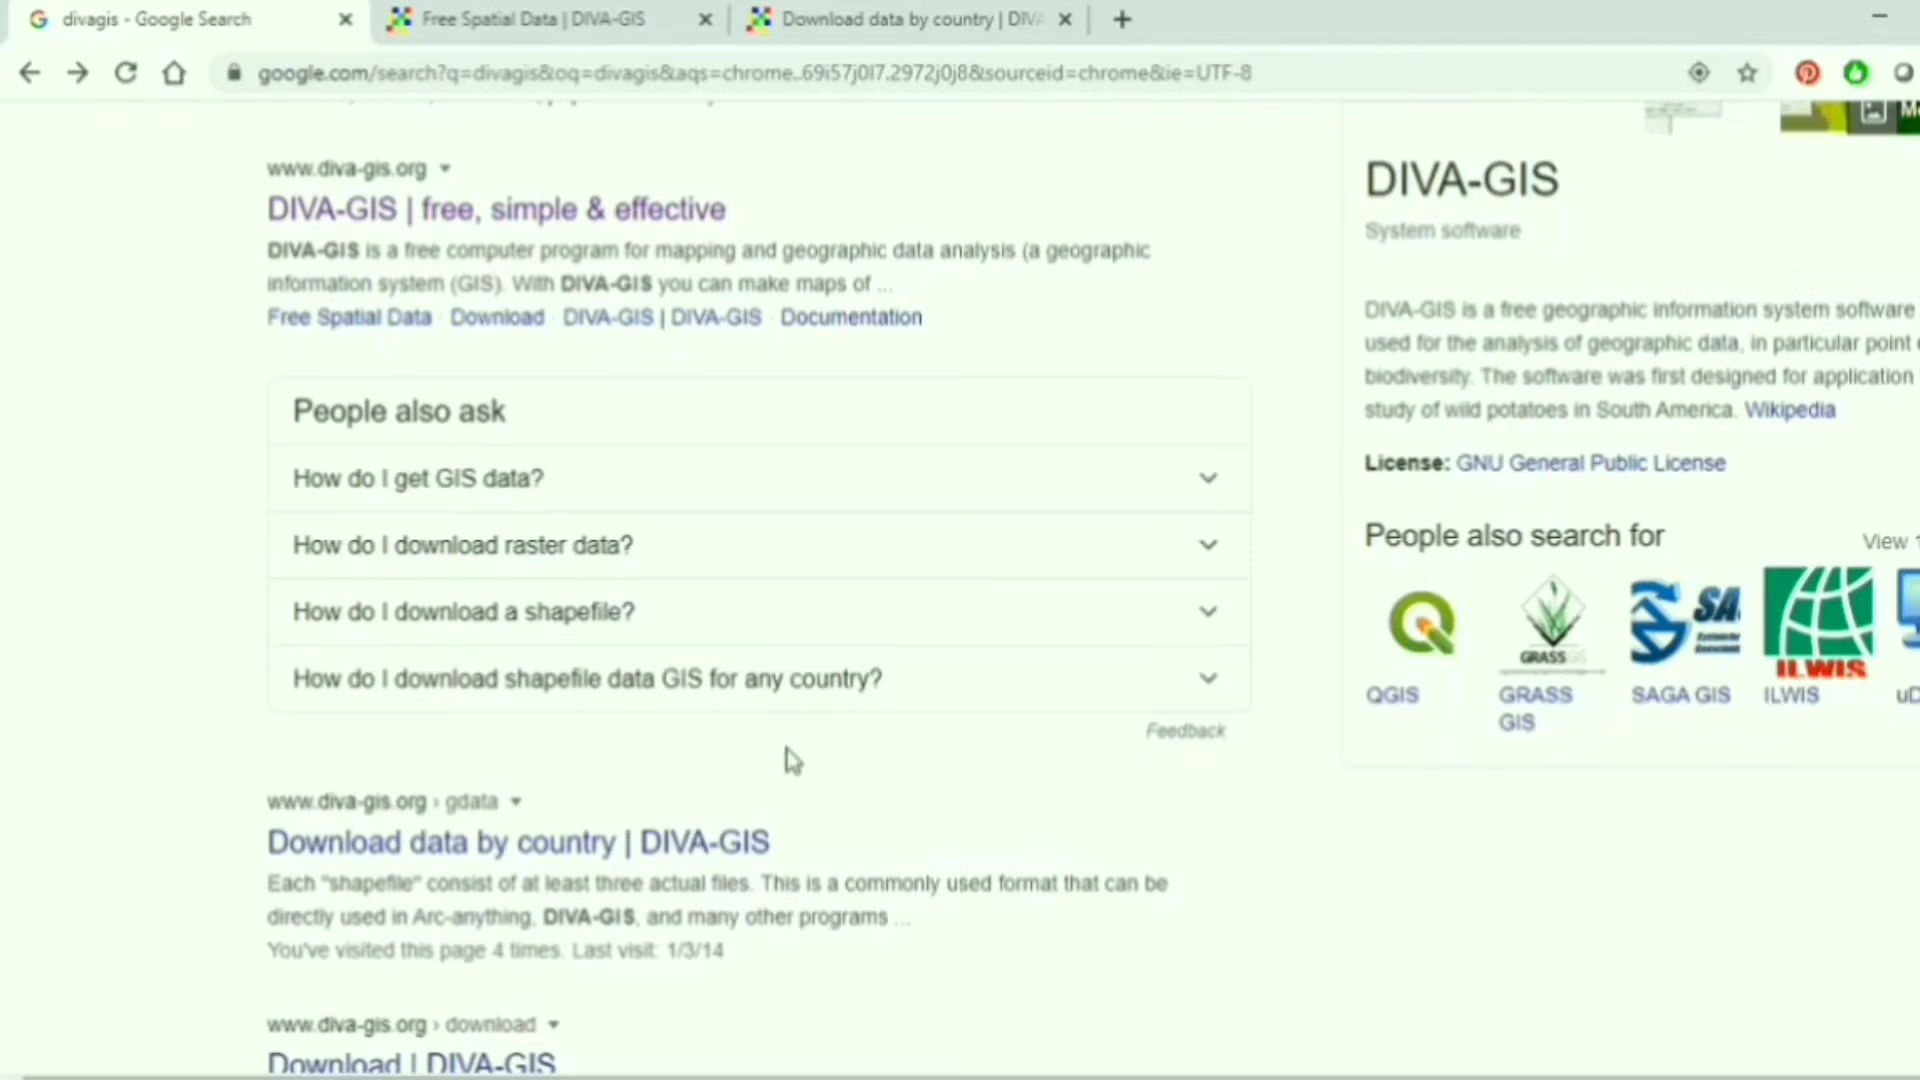 divagis - Google Search
Free Spatial Data | DIVA-GIS
Download data by country | DIV
google.com/search?q=divagis&oq=divagis&aqs=chrome..69i57j0l7.2972j0j8&sourceid=chrome&ie=UTF-8
www.diva-gis.org
DIVA-GIS | free, simple & effective
DIVA-GIS is a free computer program for mapping and geographic data analysis (a geographic
information system (GIS). With DIVA-GIS you can make maps of ...
Free Spatial Data · Download · DIVA-GIS | DIVA-GIS · Documentation
People also ask
How do I get GIS data?
How do I download raster data?
How do I download a shapefile?
How do I download shapefile data GIS for any country?
Feedback
www.diva-gis.org › gdata
Download data by country | DIVA-GIS
Each "shapefile" consist of at least three actual files. This is a commonly used format that can be
directly used in Arc-anything, DIVA-GIS, and many other programs ...
You've visited this page 4 times. Last visit: 1/3/14
www.diva-gis.org › download
Download | DIVA-GIS
DIVA-GIS
System software
DIVA-GIS is a free geographic information system software
used for the analysis of geographic data, in particular point
biodiversity. The software was first designed for application
study of wild potatoes in South America. Wikipedia
License: GNU General Public License
People also search for
View 1
GRASS GIS
SA
ILWIS
QGIS
GRASS
GIS
SAGA GIS
ILWIS
uD